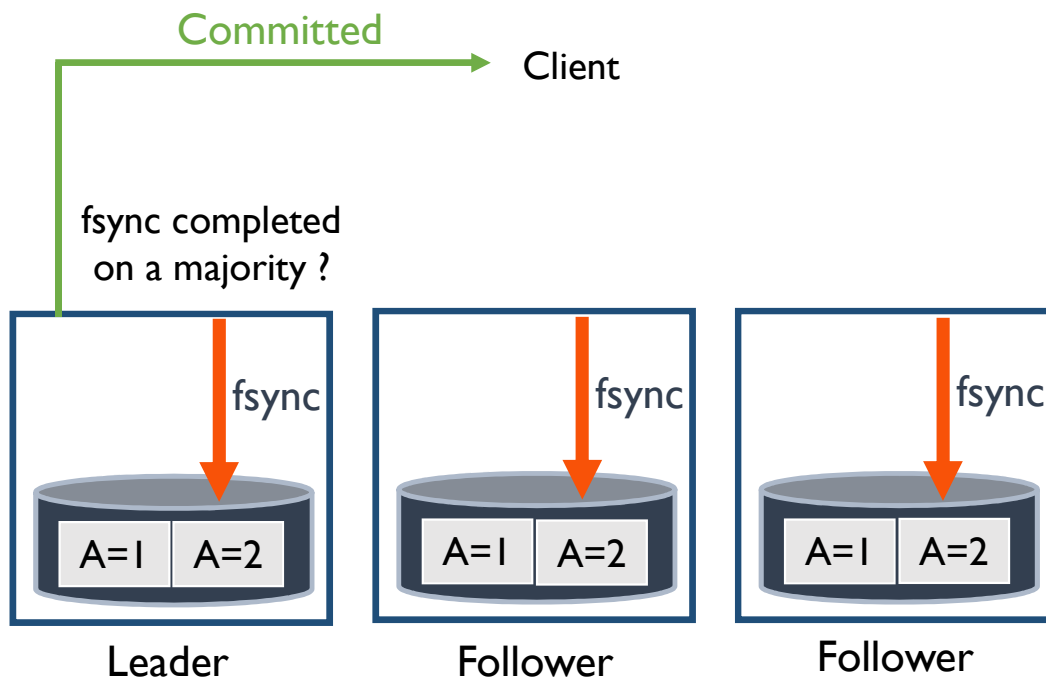 Committed
Client
fsync completed
on a majority ?
fsync
fsync
fsync
A=1 A=2
A=1 A=2
A=1 A=2
Leader
Follower
Follower